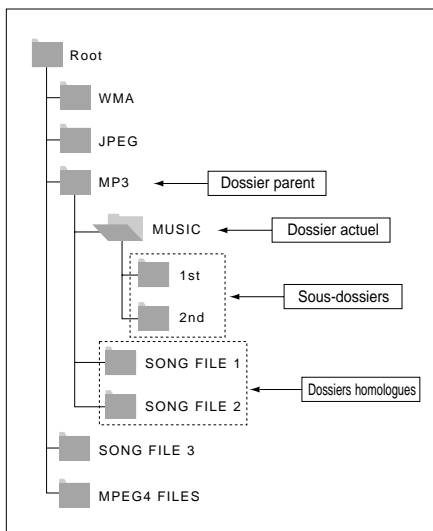 Root
WMA
JPEG
MP3
Dossier parent
MUSIC
Dossier actuel
1st
Sous-dossiers
2nd
SONG FILE 1
Dossiers homologues
SONG FILE 2
SONG FILE 3
MPEG4 FILES